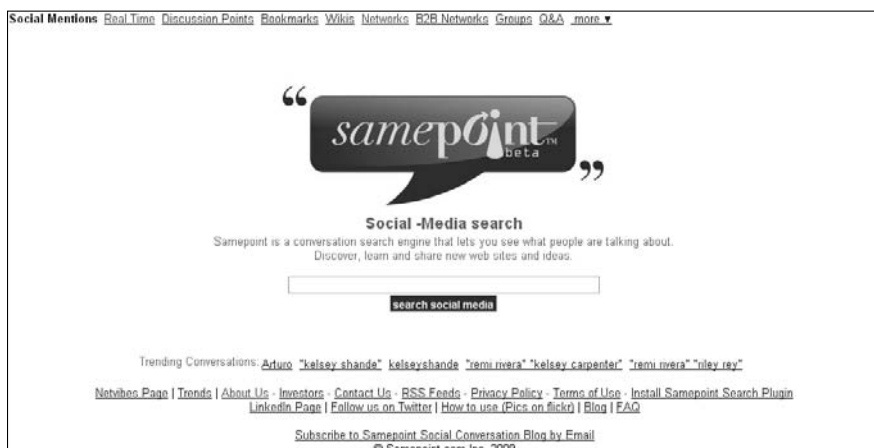 Social Mentions Real Time Discussion Points Bookmarks Wikis Networks B2B Networks Groups Q&A more ▼
“
samepoint™
beta
”
Social -Media search
Samepoint is a conversation search engine that lets you see what people are talking about.
Discover, learn and share new web sites and ideas.
search social media
Trending Conversations: Arturo "kelsey shande" kelseyshande "remi rivera" "kelsey carpenter" "remi rivera" "riley rey"
Netvibes Page | Trends | About Us - Investors - Contact Us - RSS Feeds - Privacy Policy - Terms of Use - Install Samepoint Search Plugin
LinkedIn Page | Follow us on Twitter | How to use (Pics on flickr) | Blog | FAQ
Subscribe to Samepoint Social Conversation Blog by Email
© Samepoint.com Inc. 2009